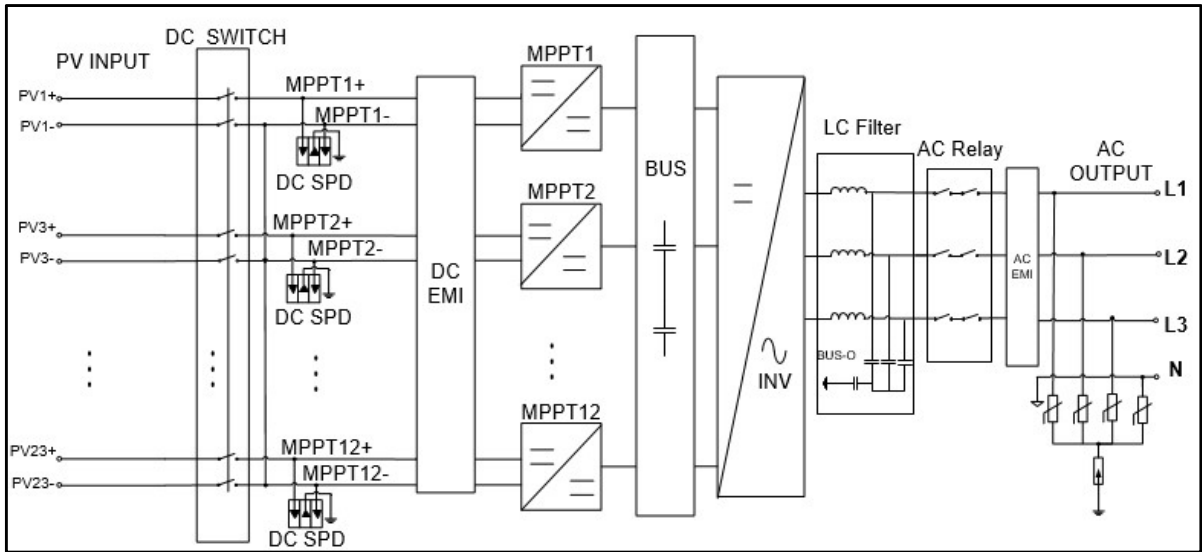 DC SWITCH
PV INPUT
PV1+
PV1-
MPPT1+
MPPT1-
DC SPD
PV3+
PV3-
MPPT2+
MPPT2-
DC SPD
PV23+
PV23-
MPPT12+
MPPT12-
DC SPD
DC
EMI
MPPT1
MPPT2
MPPT12
BUS
INV
LC Filter
BUS-O
AC Relay
AC
EMI
AC
OUTPUT
L1
L2
L3
N